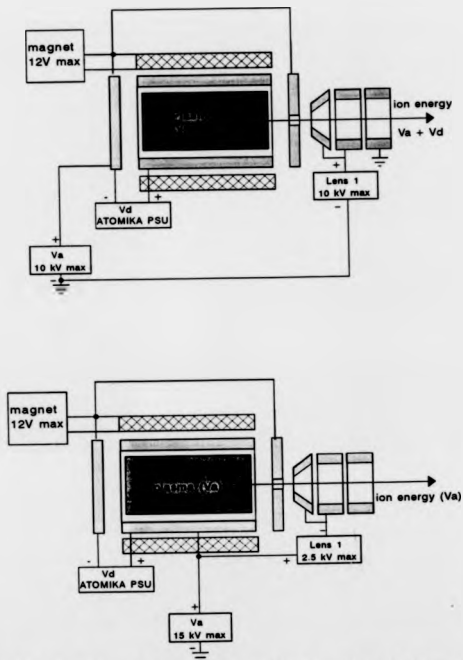 magnet
12V max
ion energy
Va + Vd
Lens 1
10 kV max
+
-
-
+
Vd
ATOMIKA PSU
+
Va
10 kV max
magnet
12V max
plasma (Va)
ion energy (Va)
-
Lens 1
2.5 kV max
+
-
+
Vd
ATOMIKA PSU
+
Va
15 kV max
-